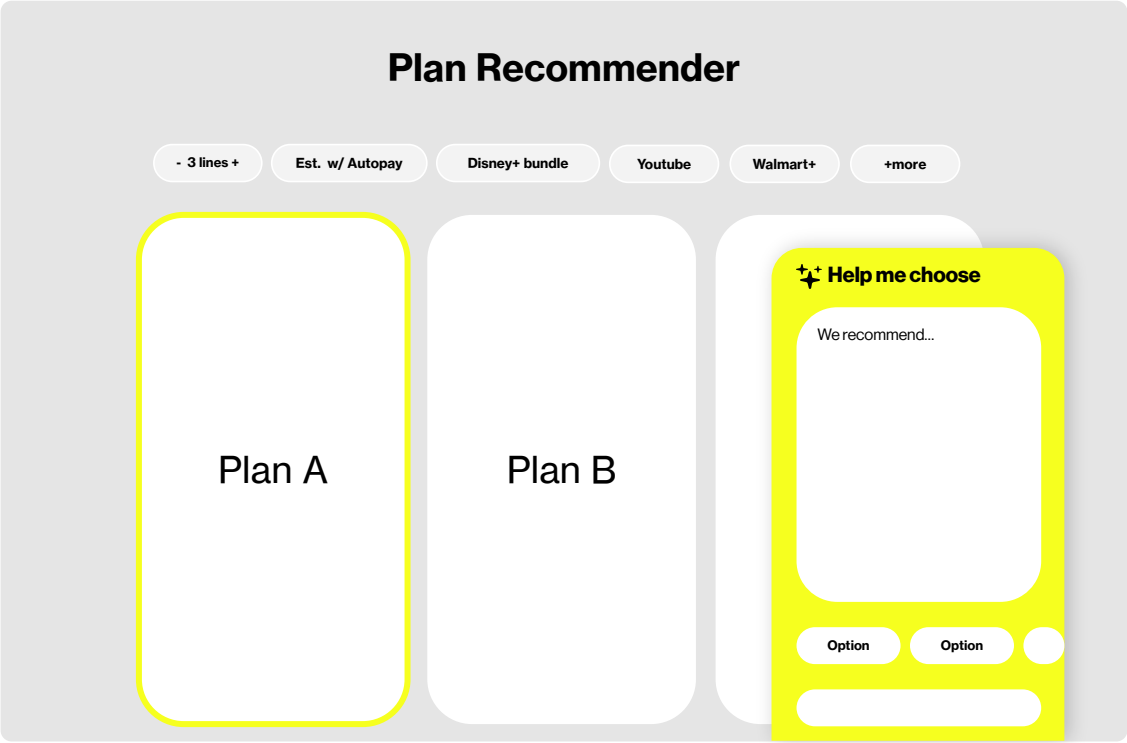 Plan Recommender
- 3 lines +
Est. w/ Autopay
Disney+ bundle
Youtube
Walmart+
+more
Plan A
Plan B
Help me choose
We recommend...
Option
Option